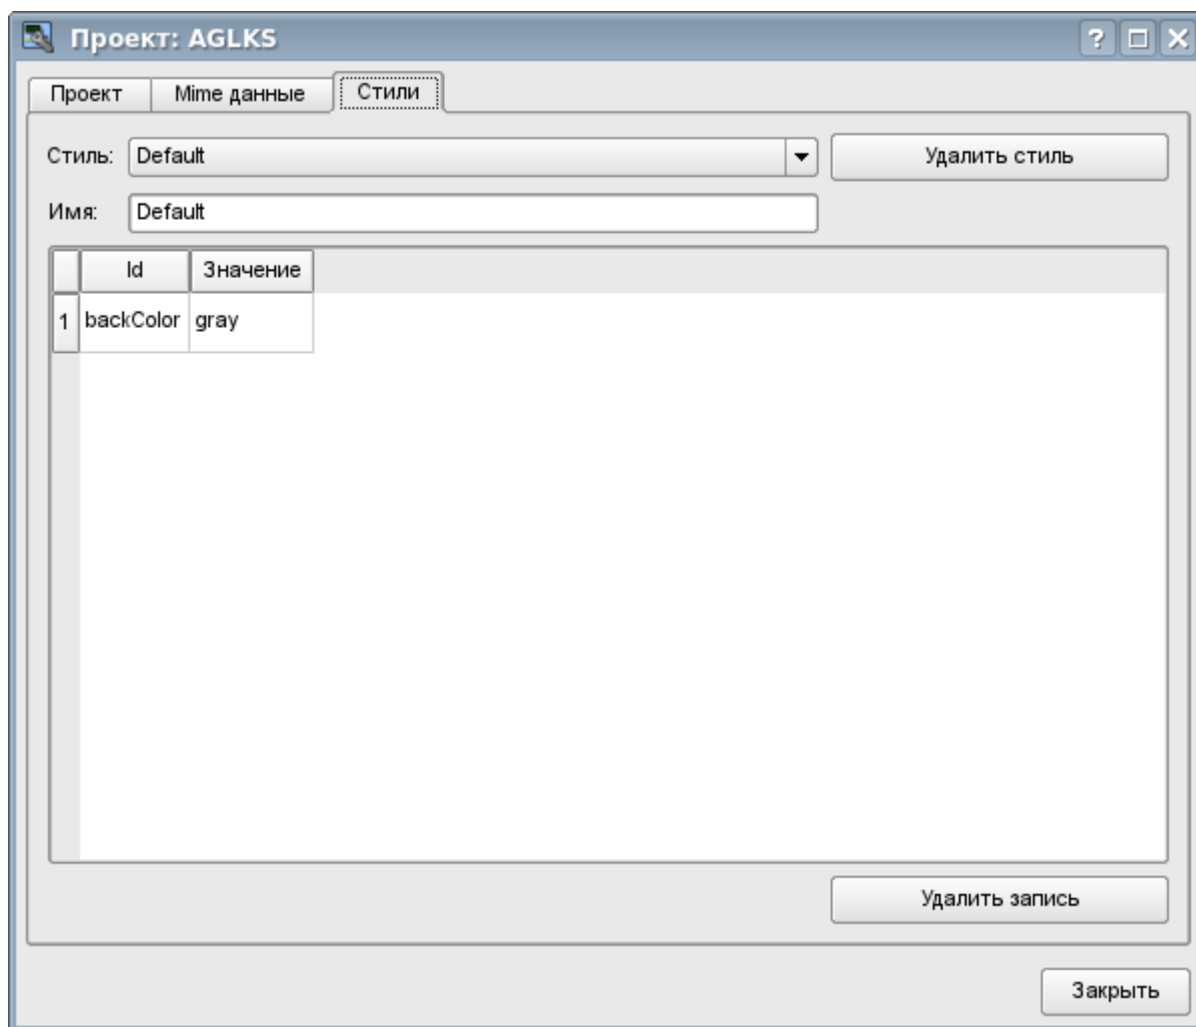 Проект: AGLKS
Проект Mime данные Стили
Стиль: Default Удалить стиль
Имя: Default
Id Значение
1 backColor gray
Удалить запись
Закрыть